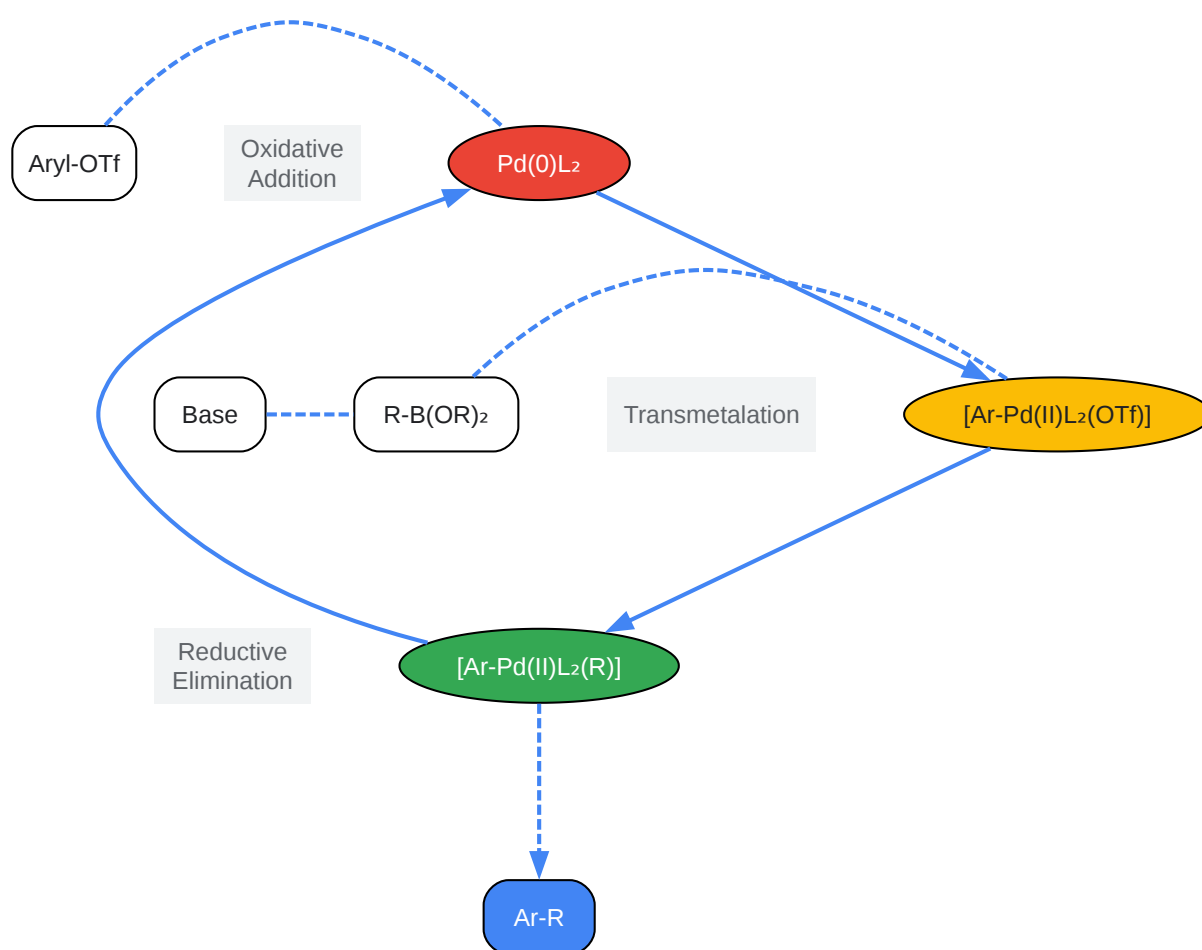 Aryl-OTf
Oxidative
Addition
Pd(0)L₂
Base
R-B(OR)₂
Transmetalation
[Ar-Pd(II)L₂(OTf)]
Reductive
Elimination
[Ar-Pd(II)L₂(R)]
Ar-R